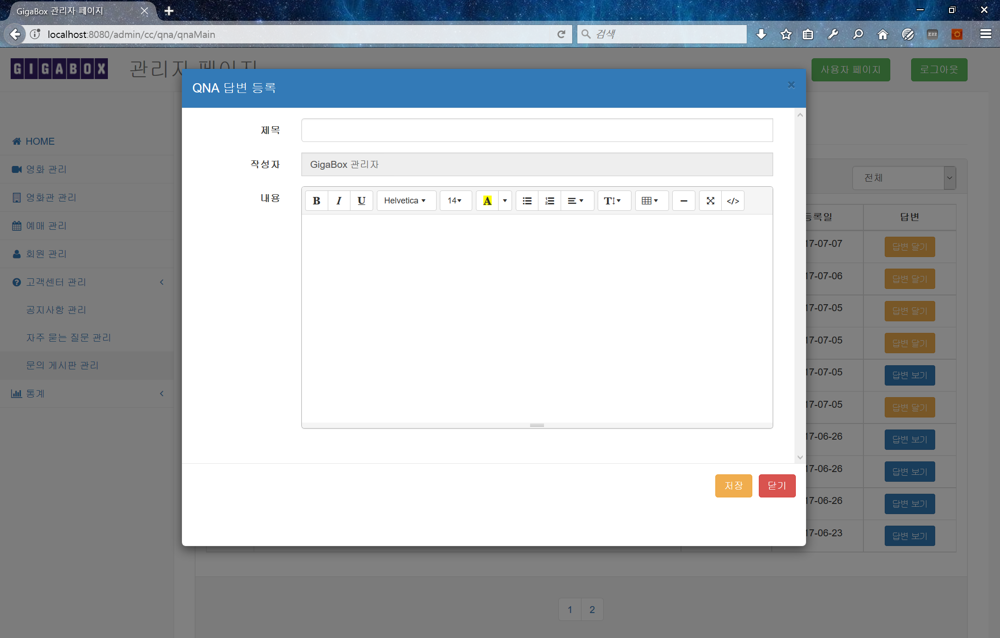 GigaBox 관리자 페이지
localhost:8080/admin/cc/qna/qnaMain
검색
zzz
GIGABOX
관리자 페이지
사용자 페이지
로그아웃
HOME
영화 관리
영화관 관리
예매 관리
회원 관리
고객센터 관리
공지사항 관리
자주 묻는 질문 관리
문의 게시판 관리
통계
QNA 답변 등록
×
제목
작성자
GigaBox 관리자
내용
B I U Helvetica 14 A T </>
저장
닫기
전체
등록일 답변
17-07-07 답변 달기
17-07-06 답변 달기
17-07-05 답변 달기
17-07-05 답변 달기
17-07-05 답변 보기
17-07-05 답변 달기
17-06-26 답변 보기
17-06-26 답변 보기
17-06-26 답변 보기
17-06-23 답변 보기
1 2